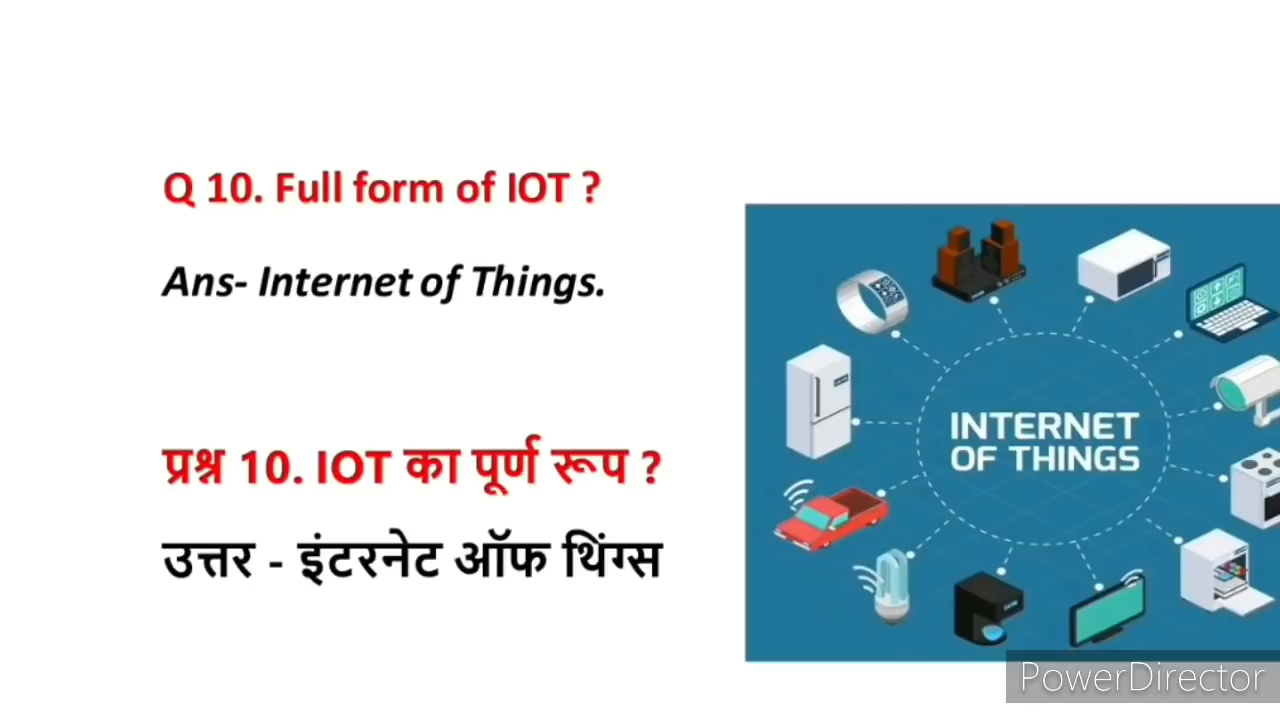 Q 10. Full form of IOT ?
Ans- Internet of Things.
प्रश्न 10. IOT का पूर्ण रूप ?
उत्तर - इंटरनेट ऑफ थिंग्स
INTERNET
OF THINGS
PowerDirector